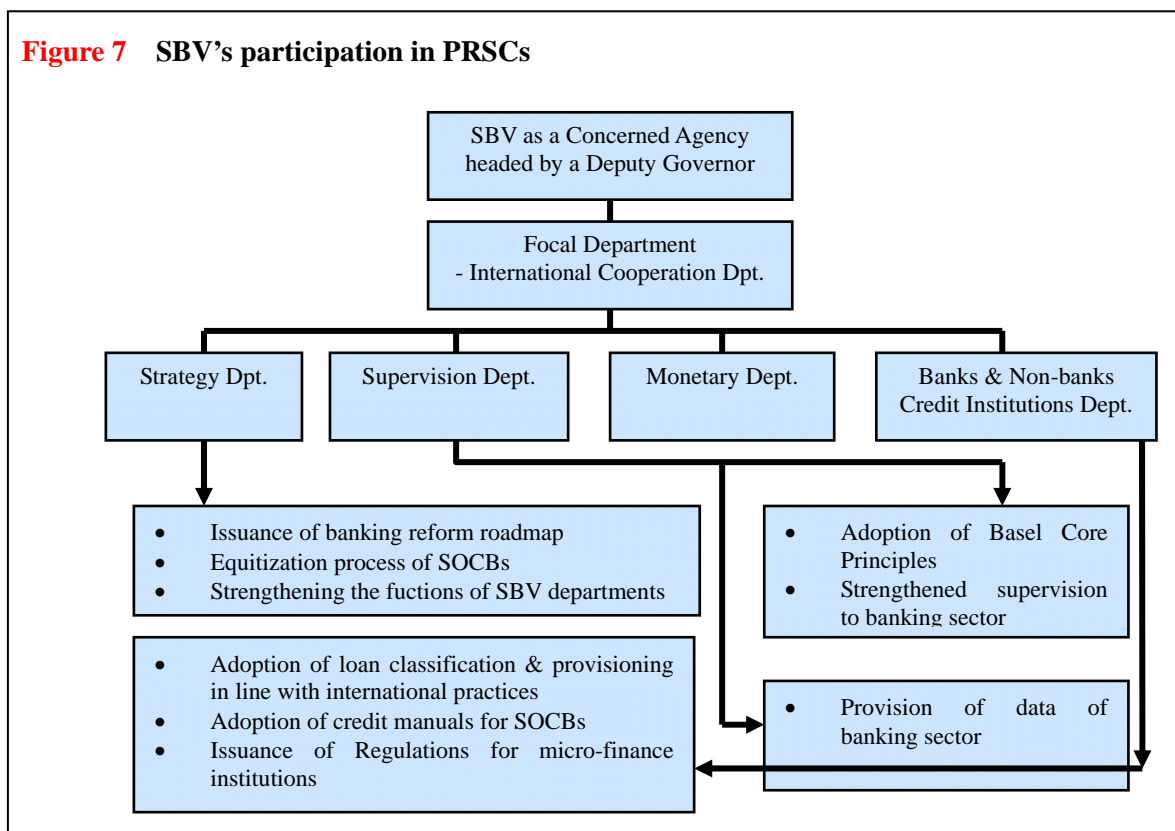 Figure 7 SBV’s participation in PRSCs
SBV as a Concerned Agency
headed by a Deputy Governor
Focal Department
- International Cooperation Dpt.
Strategy Dpt.
Supervision Dept.
Monetary Dept.
Banks & Non-banks
Credit Institutions Dept.
• Issuance of banking reform roadmap
• Equitization process of SOCBs
• Strengthening the fuctions of SBV departments
• Adoption of Basel Core
Principles
• Strengthened supervision
to banking sector
• Adoption of loan classification & provisioning
in line with international practices
• Adoption of credit manuals for SOCBs
• Issuance of Regulations for micro-finance
institutions
• Provision of data of
banking sector